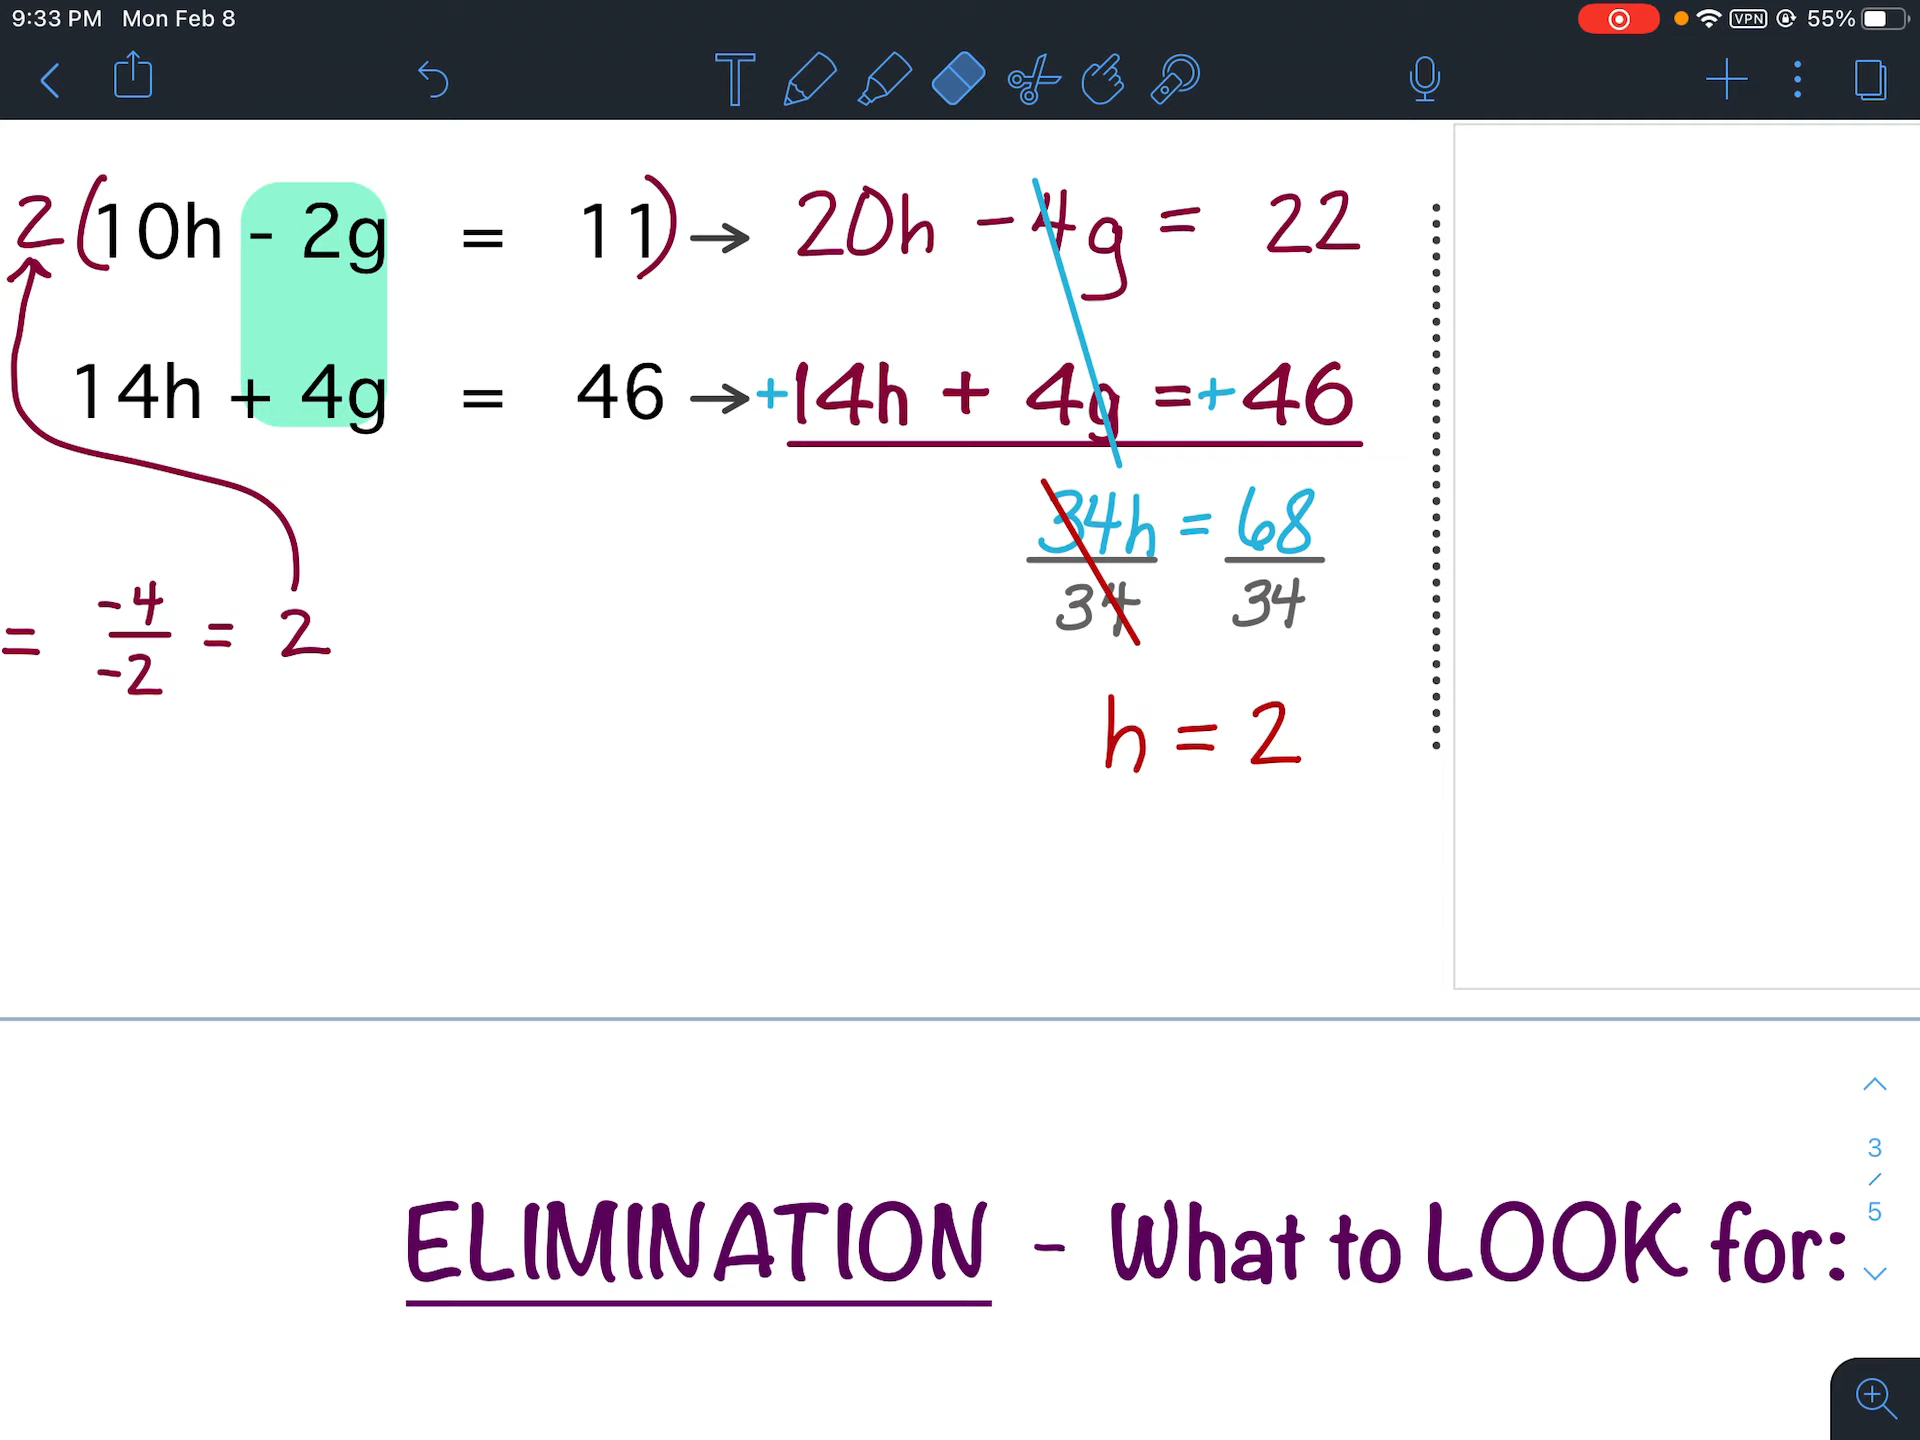 9:33 PM Mon Feb 8 VPN 55%
T
2(10h - 2g = 11) → 20h - 4g = 22
14h + 4g = 46 → +14h + 4g = +46
34h = 68
34 34
= -4/-2 = 2
h = 2
3
/
5
ELIMINATION - What to LOOK for: